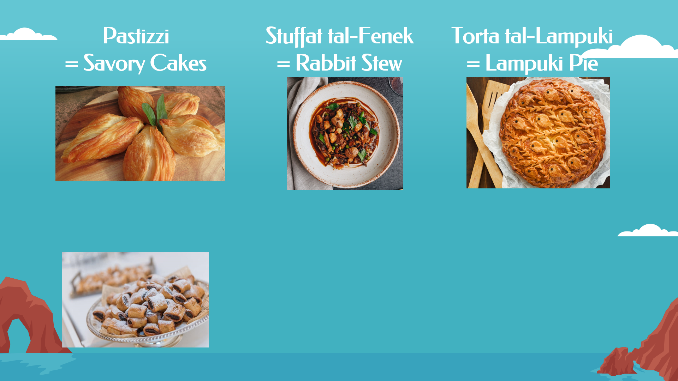 Pastizzi
= Savory Cakes
Stuffat tal-Fenek
= Rabbit Stew
Torta tal-Lampuki
= Lampuki Pie